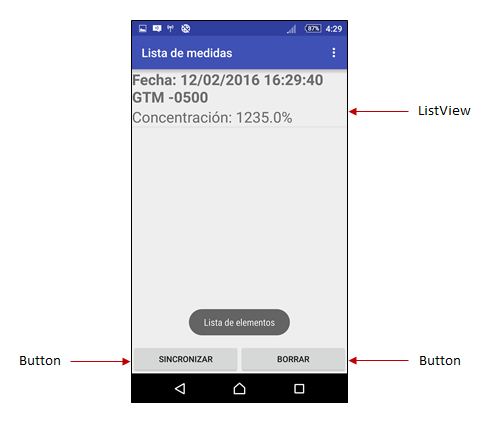 87% 4:29
Lista de medidas
Fecha: 12/02/2016 16:29:40
GTM -0500
Concentración: 1235.0%
ListView
Lista de elementos
Button
SINCRONIZAR
BORRAR
Button